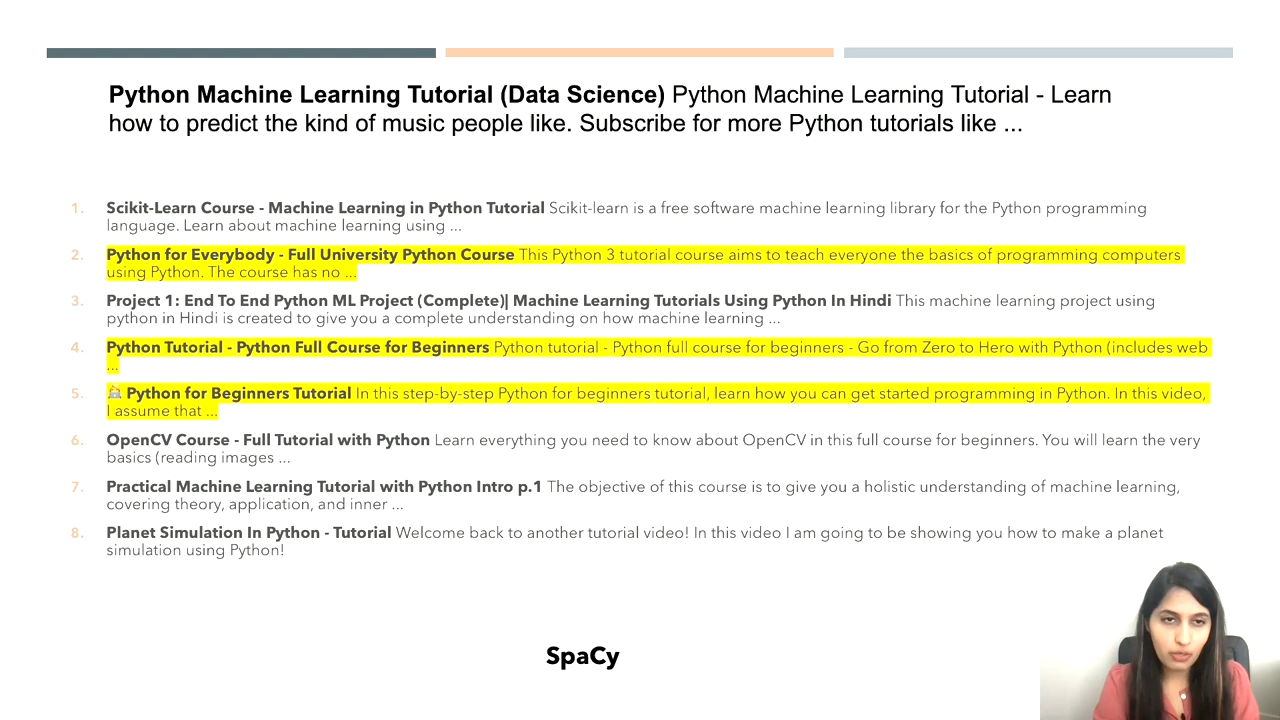 Python Machine Learning Tutorial (Data Science) Python Machine Learning Tutorial - Learn
how to predict the kind of music people like. Subscribe for more Python tutorials like ...
1. Scikit-Learn Course - Machine Learning in Python Tutorial Scikit-learn is a free software machine learning library for the Python programming
language. Learn about machine learning using ...
2. Python for Everybody - Full University Python Course This Python 3 tutorial course aims to teach everyone the basics of programming computers
using Python. The course has no ...
3. Project 1: End To End Python ML Project (Complete)| Machine Learning Tutorials Using Python In Hindi This machine learning project using
python in Hindi is created to give you a complete understanding on how machine learning ...
4. Python Tutorial - Python Full Course for Beginners Python tutorial - Python full course for beginners - Go from Zero to Hero with Python (includes web
...
5. Python for Beginners Tutorial In this step-by-step Python for beginners tutorial, learn how you can get started programming in Python. In this video,
I assume that ...
6. OpenCV Course - Full Tutorial with Python Learn everything you need to know about OpenCV in this full course for beginners. You will learn the very
basics (reading images ...
7. Practical Machine Learning Tutorial with Python Intro p.1 The objective of this course is to give you a holistic understanding of machine learning,
covering theory, application, and inner ...
8. Planet Simulation In Python - Tutorial Welcome back to another tutorial video! In this video I am going to be showing you how to make a planet
simulation using Python!
SpaCy